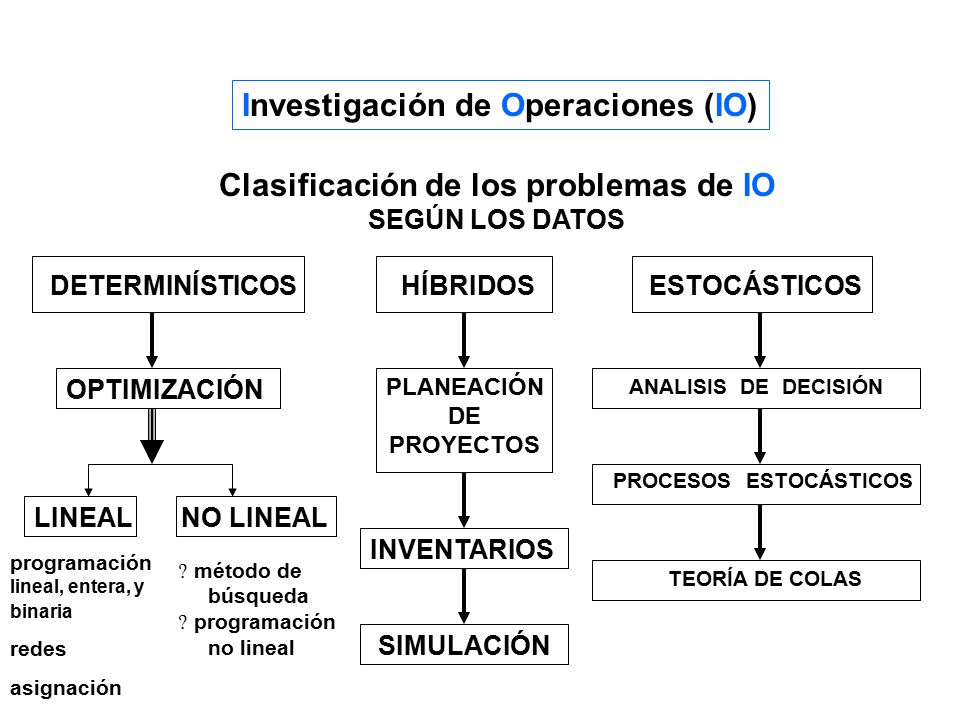 Investigación de Operaciones (IO)
Clasificación de los problemas de IO
SEGÚN LOS DATOS
DETERMINÍSTICOS
OPTIMIZACIÓN
LINEAL
programación
lineal, entera, y
binaria
redes
asignación
NO LINEAL
? método de
búsqueda
? programación
no lineal
HÍBRIDOS
PLANEACIÓN
DE
PROYECTOS
INVENTARIOS
SIMULACIÓN
ESTOCÁSTICOS
ANALISIS DE DECISIÓN
PROCESOS ESTOCÁSTICOS
TEORÍA DE COLAS